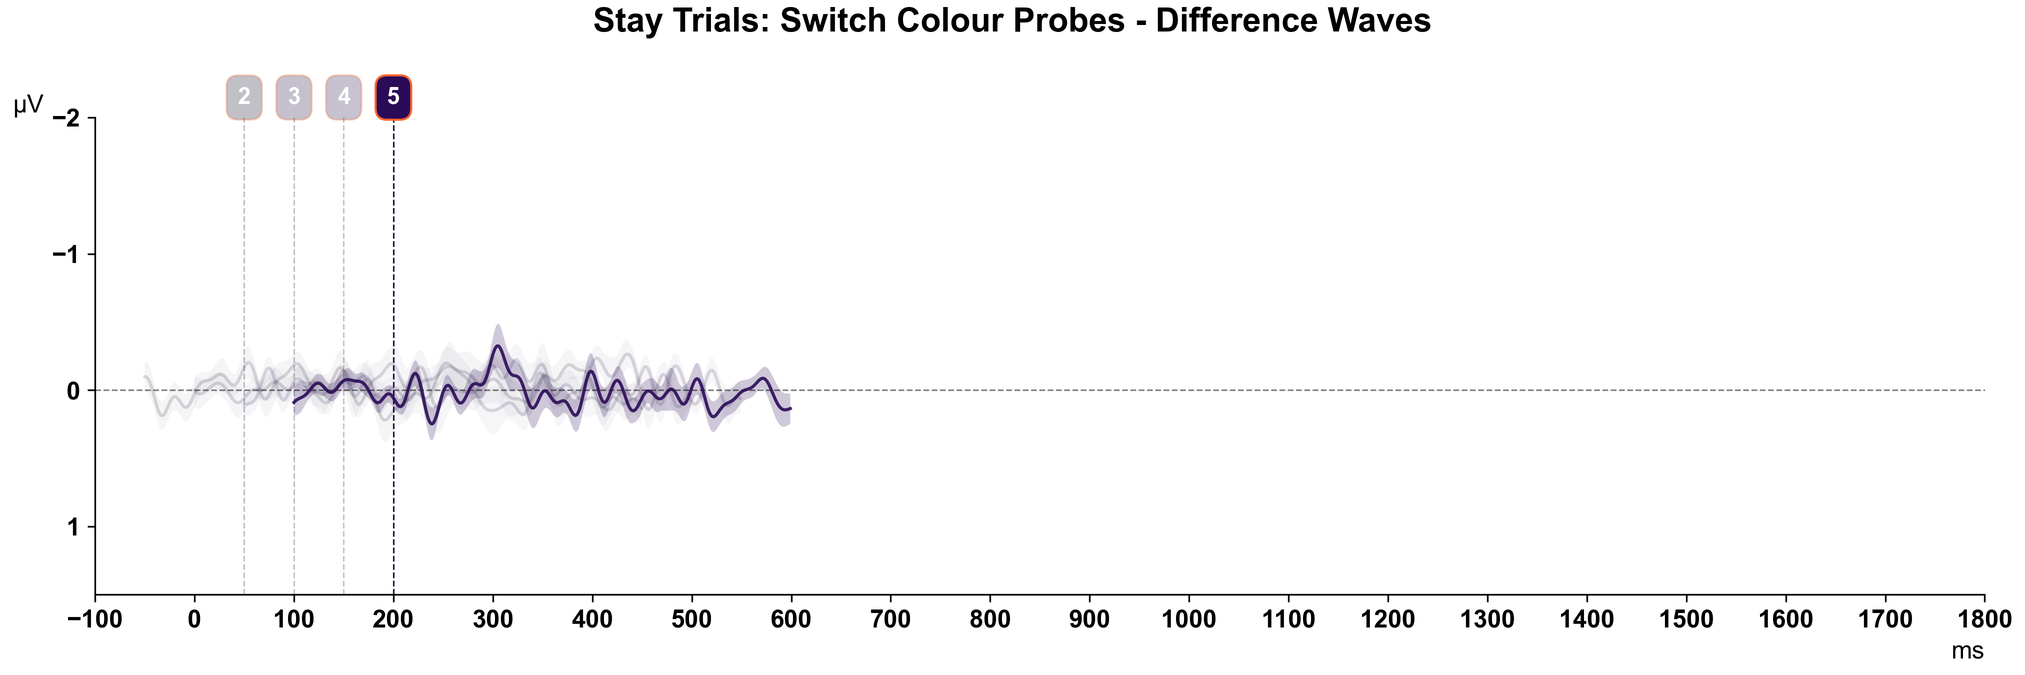 Stay Trials: Switch Colour Probes - Difference Waves
2 3 4 5
µV
−2
−1
0
1
−100 0 100 200 300 400 500 600 700 800 900 1000 1100 1200 1300 1400 1500 1600 1700 1800
ms